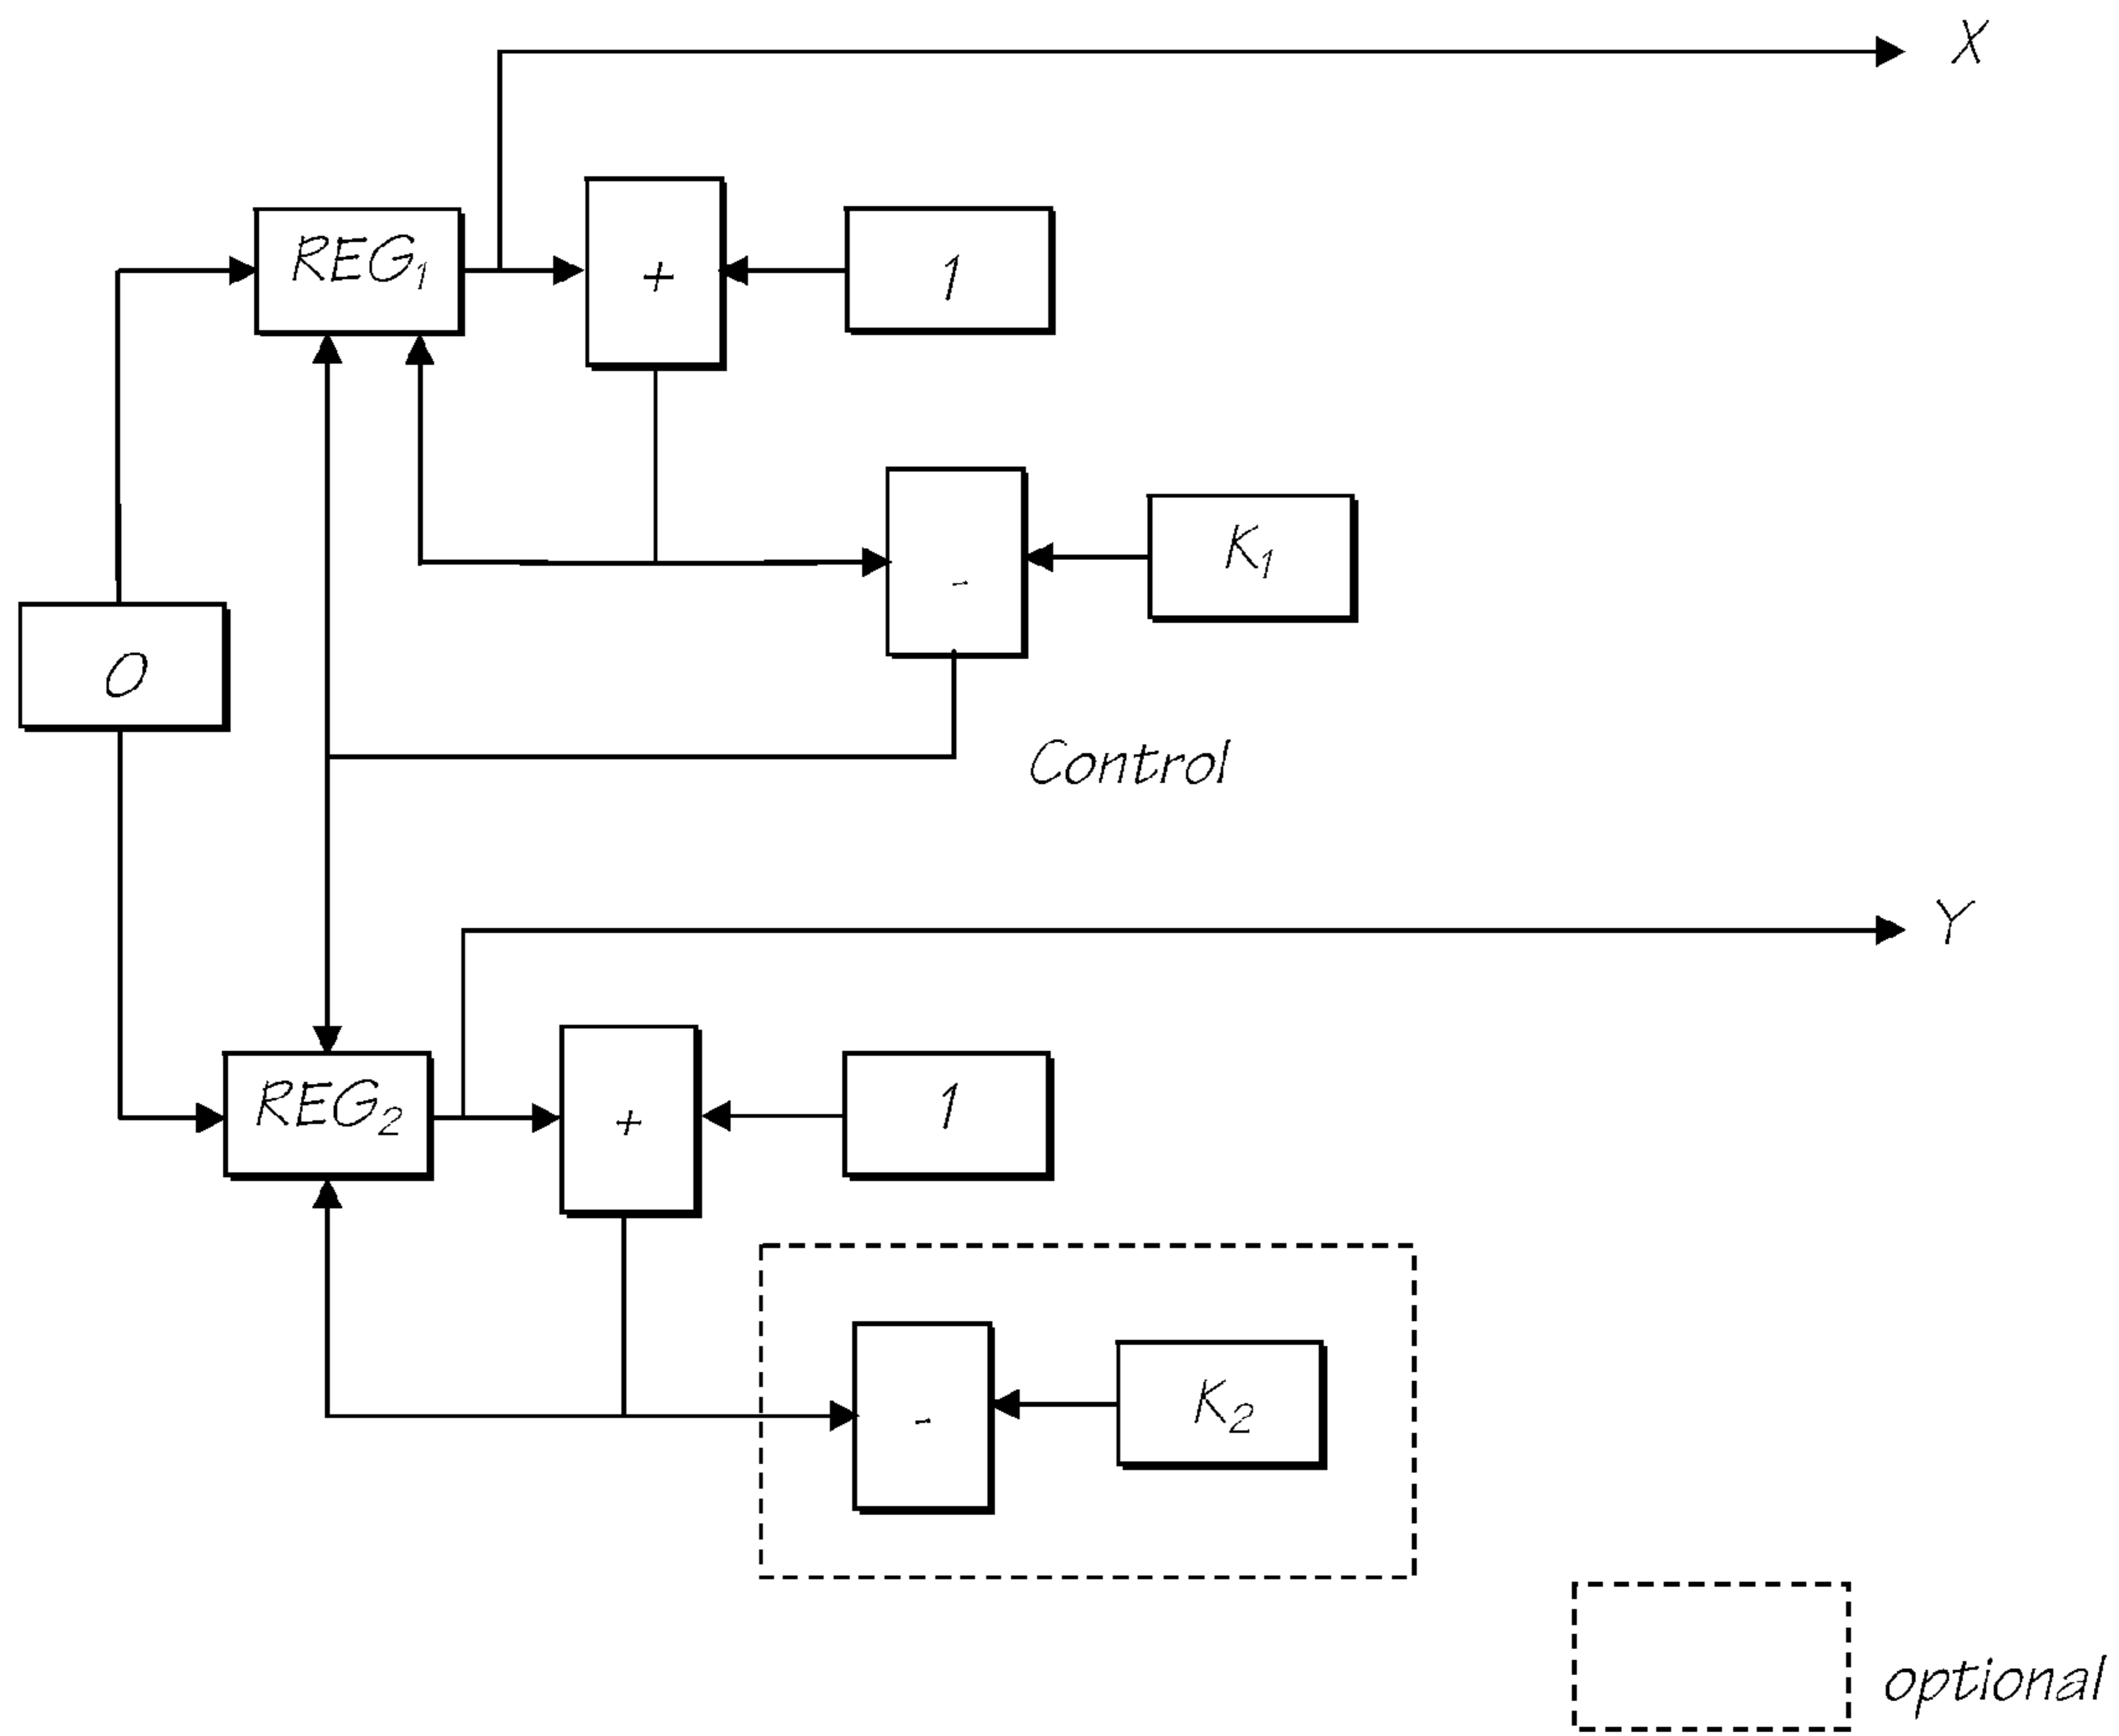 X
REG₁
+
1
-
K₁
0
Control
Y
REG₂
+
1
-
K₂
optional